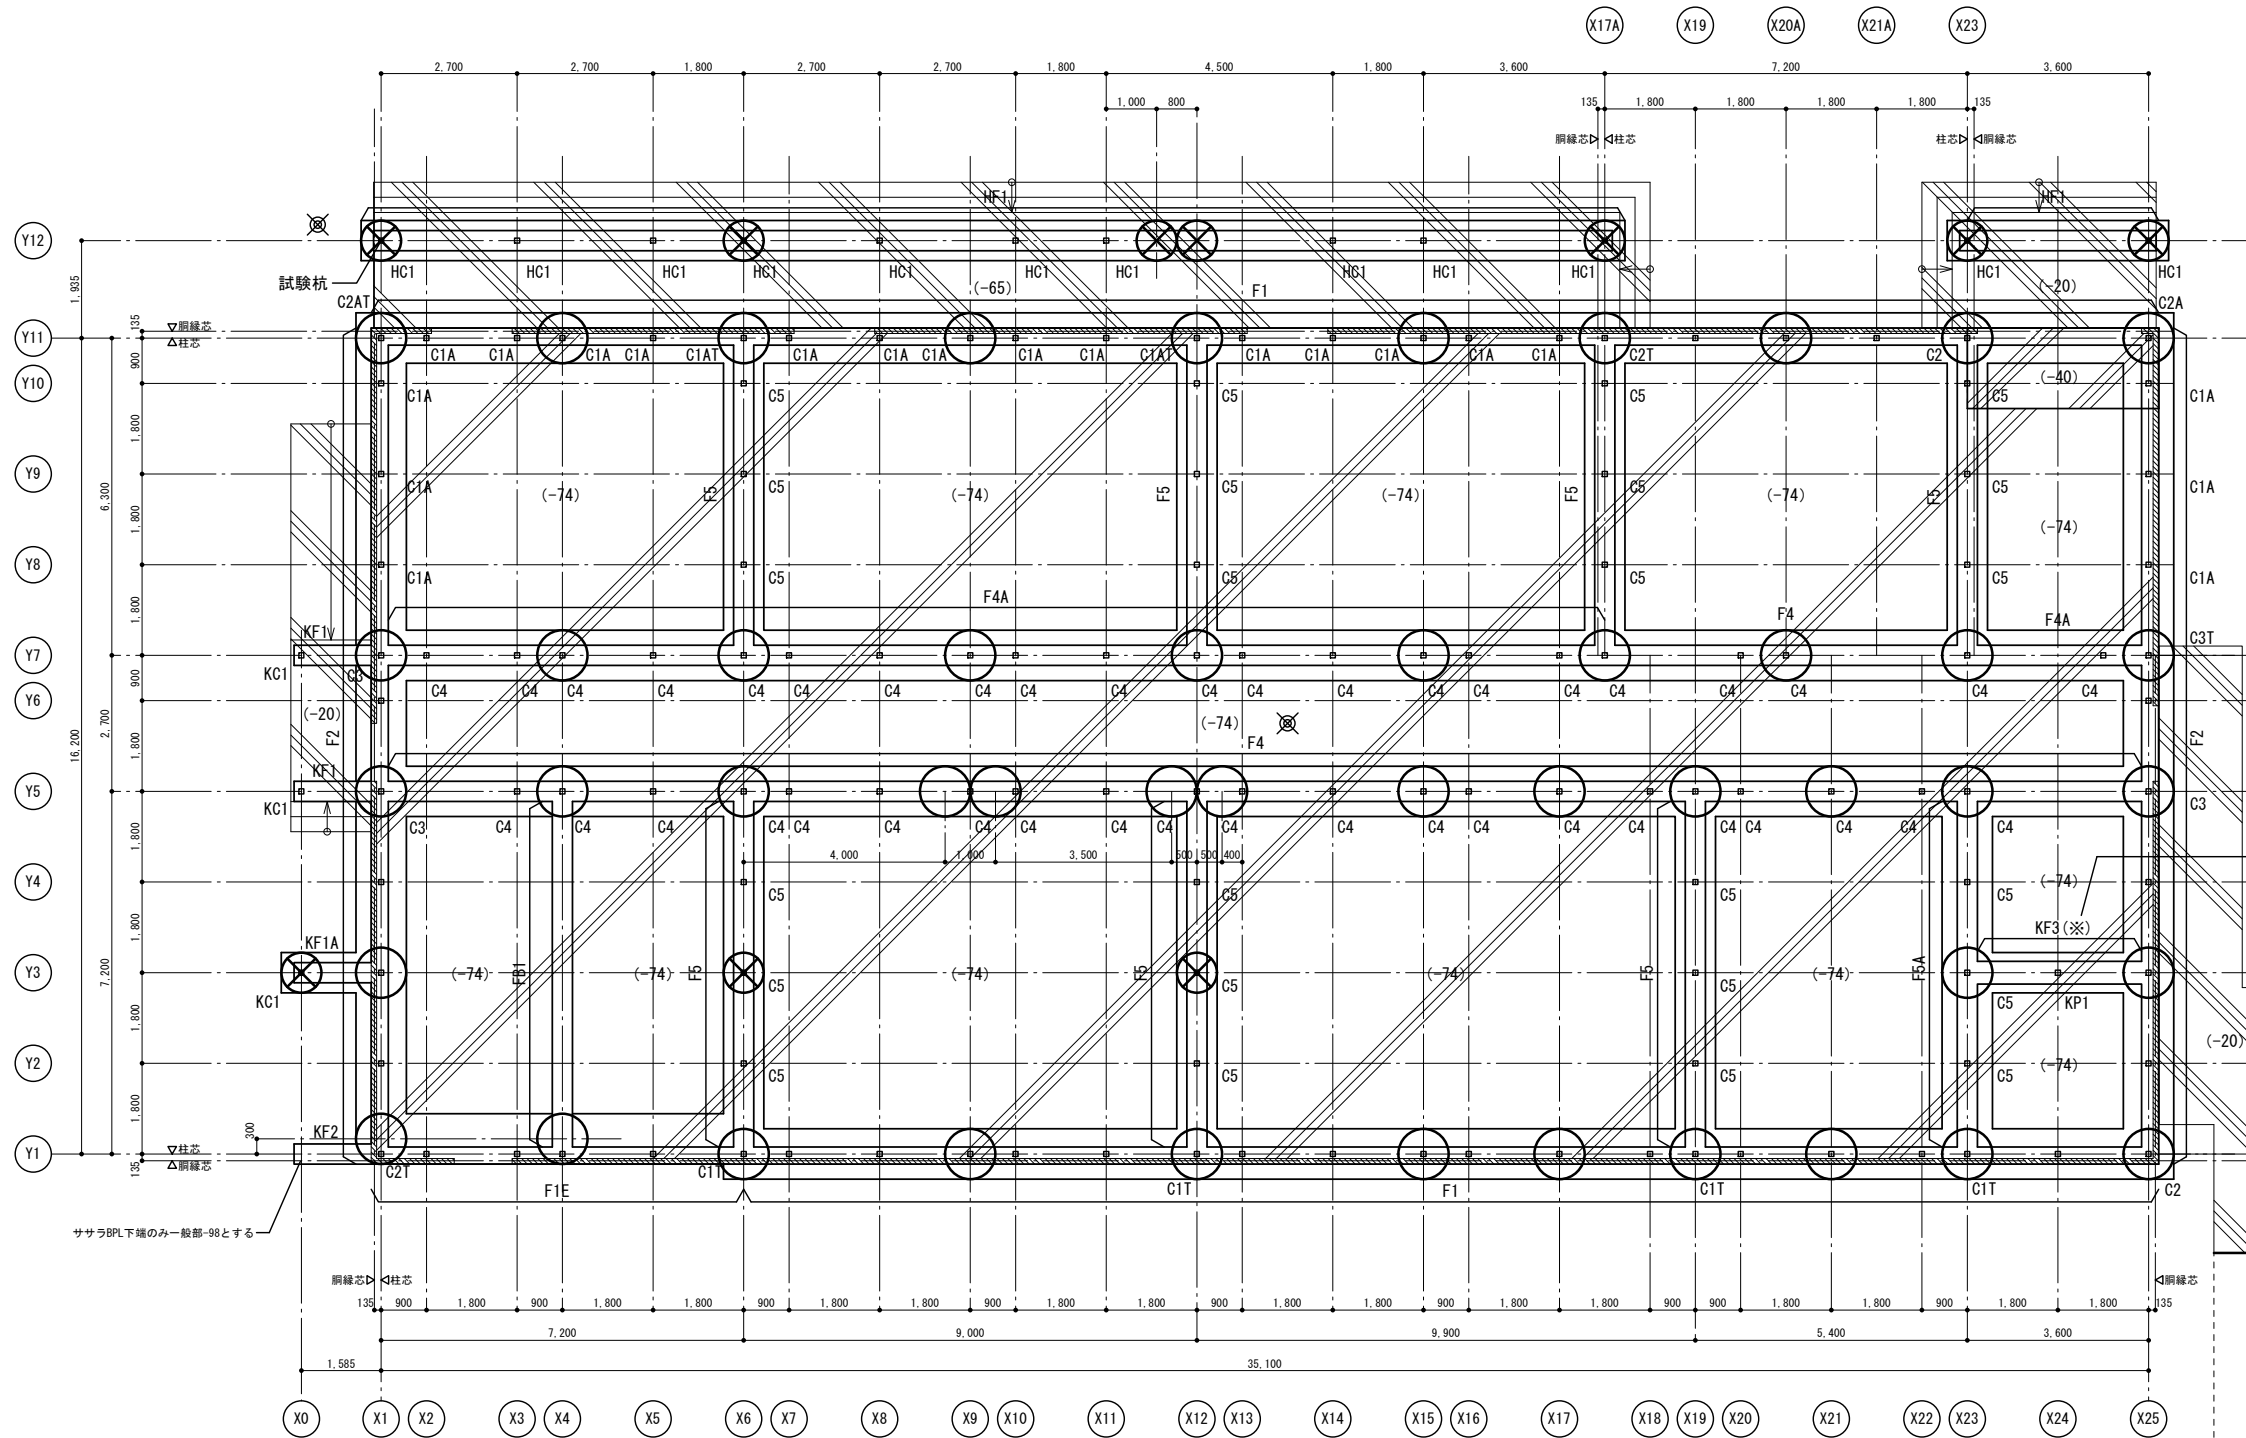 X17A X19 X20A X21A X23
2,700 2,700 1,800 2,700 2,700 1,800 4,500 1,800 3,600 7,200 3,600
1,000 800 135 1,800 1,800 1,800 1,800 135
胴縁芯 柱芯 柱芯 胴縁芯
HF1 HF1
Y12
試験杭 HC1 HC1 HC1 HC1 HC1 HC1 HC1 HC1 HC1 HC1 HC1 HC1
1,935
C2AT (-65) F1 (-20) C2A
135 胴縁芯
Y11
柱芯
C1A C1A C1A C1A C1AT C1A C1A C1A C1A C1A C1AT C1A C1A C1A C1A C1A C2T C2
900
Y10 (-40)
C1A C5 C5 C5 C5 C1A
1,800
Y9
C1A C5 C5 C5 C5 C1A
6,300 (-74) F5 (-74) F5 (-74) F5 (-74) F5
1,800 (-74)
Y8
C1A C5 C5 C5 C5 C1A
1,800 F4A F4 F4A
KF1 C3T
Y7
KC1 C3
900 C4 C4 C4 C4 C4 C4 C4 C4 C4 C4 C4 C4 C4 C4 C4 C4 C4 C4 C4 C4 C4
Y6
16,200 2,700 (-20) (-74)
1,800 F2 F4 F2
KF1
Y5
KC1 C3
C3 C4 C4 C4 C4 C4 C4 C4 C4 C4 C4 C4 C4 C4 C4 C4 C4 C4 C4 C4 C4 C4
1,800
4,000 1,000 3,500 500 500 400
Y4
C5 C5 C5 C5 (-74)
1,800
KF1A KF3(※)
Y3
(-74) FB1 (-74) F5 (-74) F5 (-74) F5 (-74) F5A
KC1 C5 C5 C5 KP1
7,200
1,800
(-20)
Y2
C5 C5 C5 (-74)
1,800
300 KF2
柱芯
Y1
135 胴縁芯
C2T C1T C1T C1T C1T C2
F1E F1
ササラBPL下端のみ一般部-98とする
胴縁芯 柱芯 胴縁芯
135 900 1,800 900 1,800 1,800 900 1,800 1,800 900 1,800 1,800 900 1,800 1,800 900 1,800 1,800 900 900 1,800 1,800 900 1,800 1,800 135
7,200 9,000 9,900 5,400 3,600
1,585 35,100
X0 X1 X2 X3 X4 X5 X6 X7 X8 X9 X10 X11 X12 X13 X14 X15 X16 X17 X18 X19 X20 X21 X22 X23 X24 X25